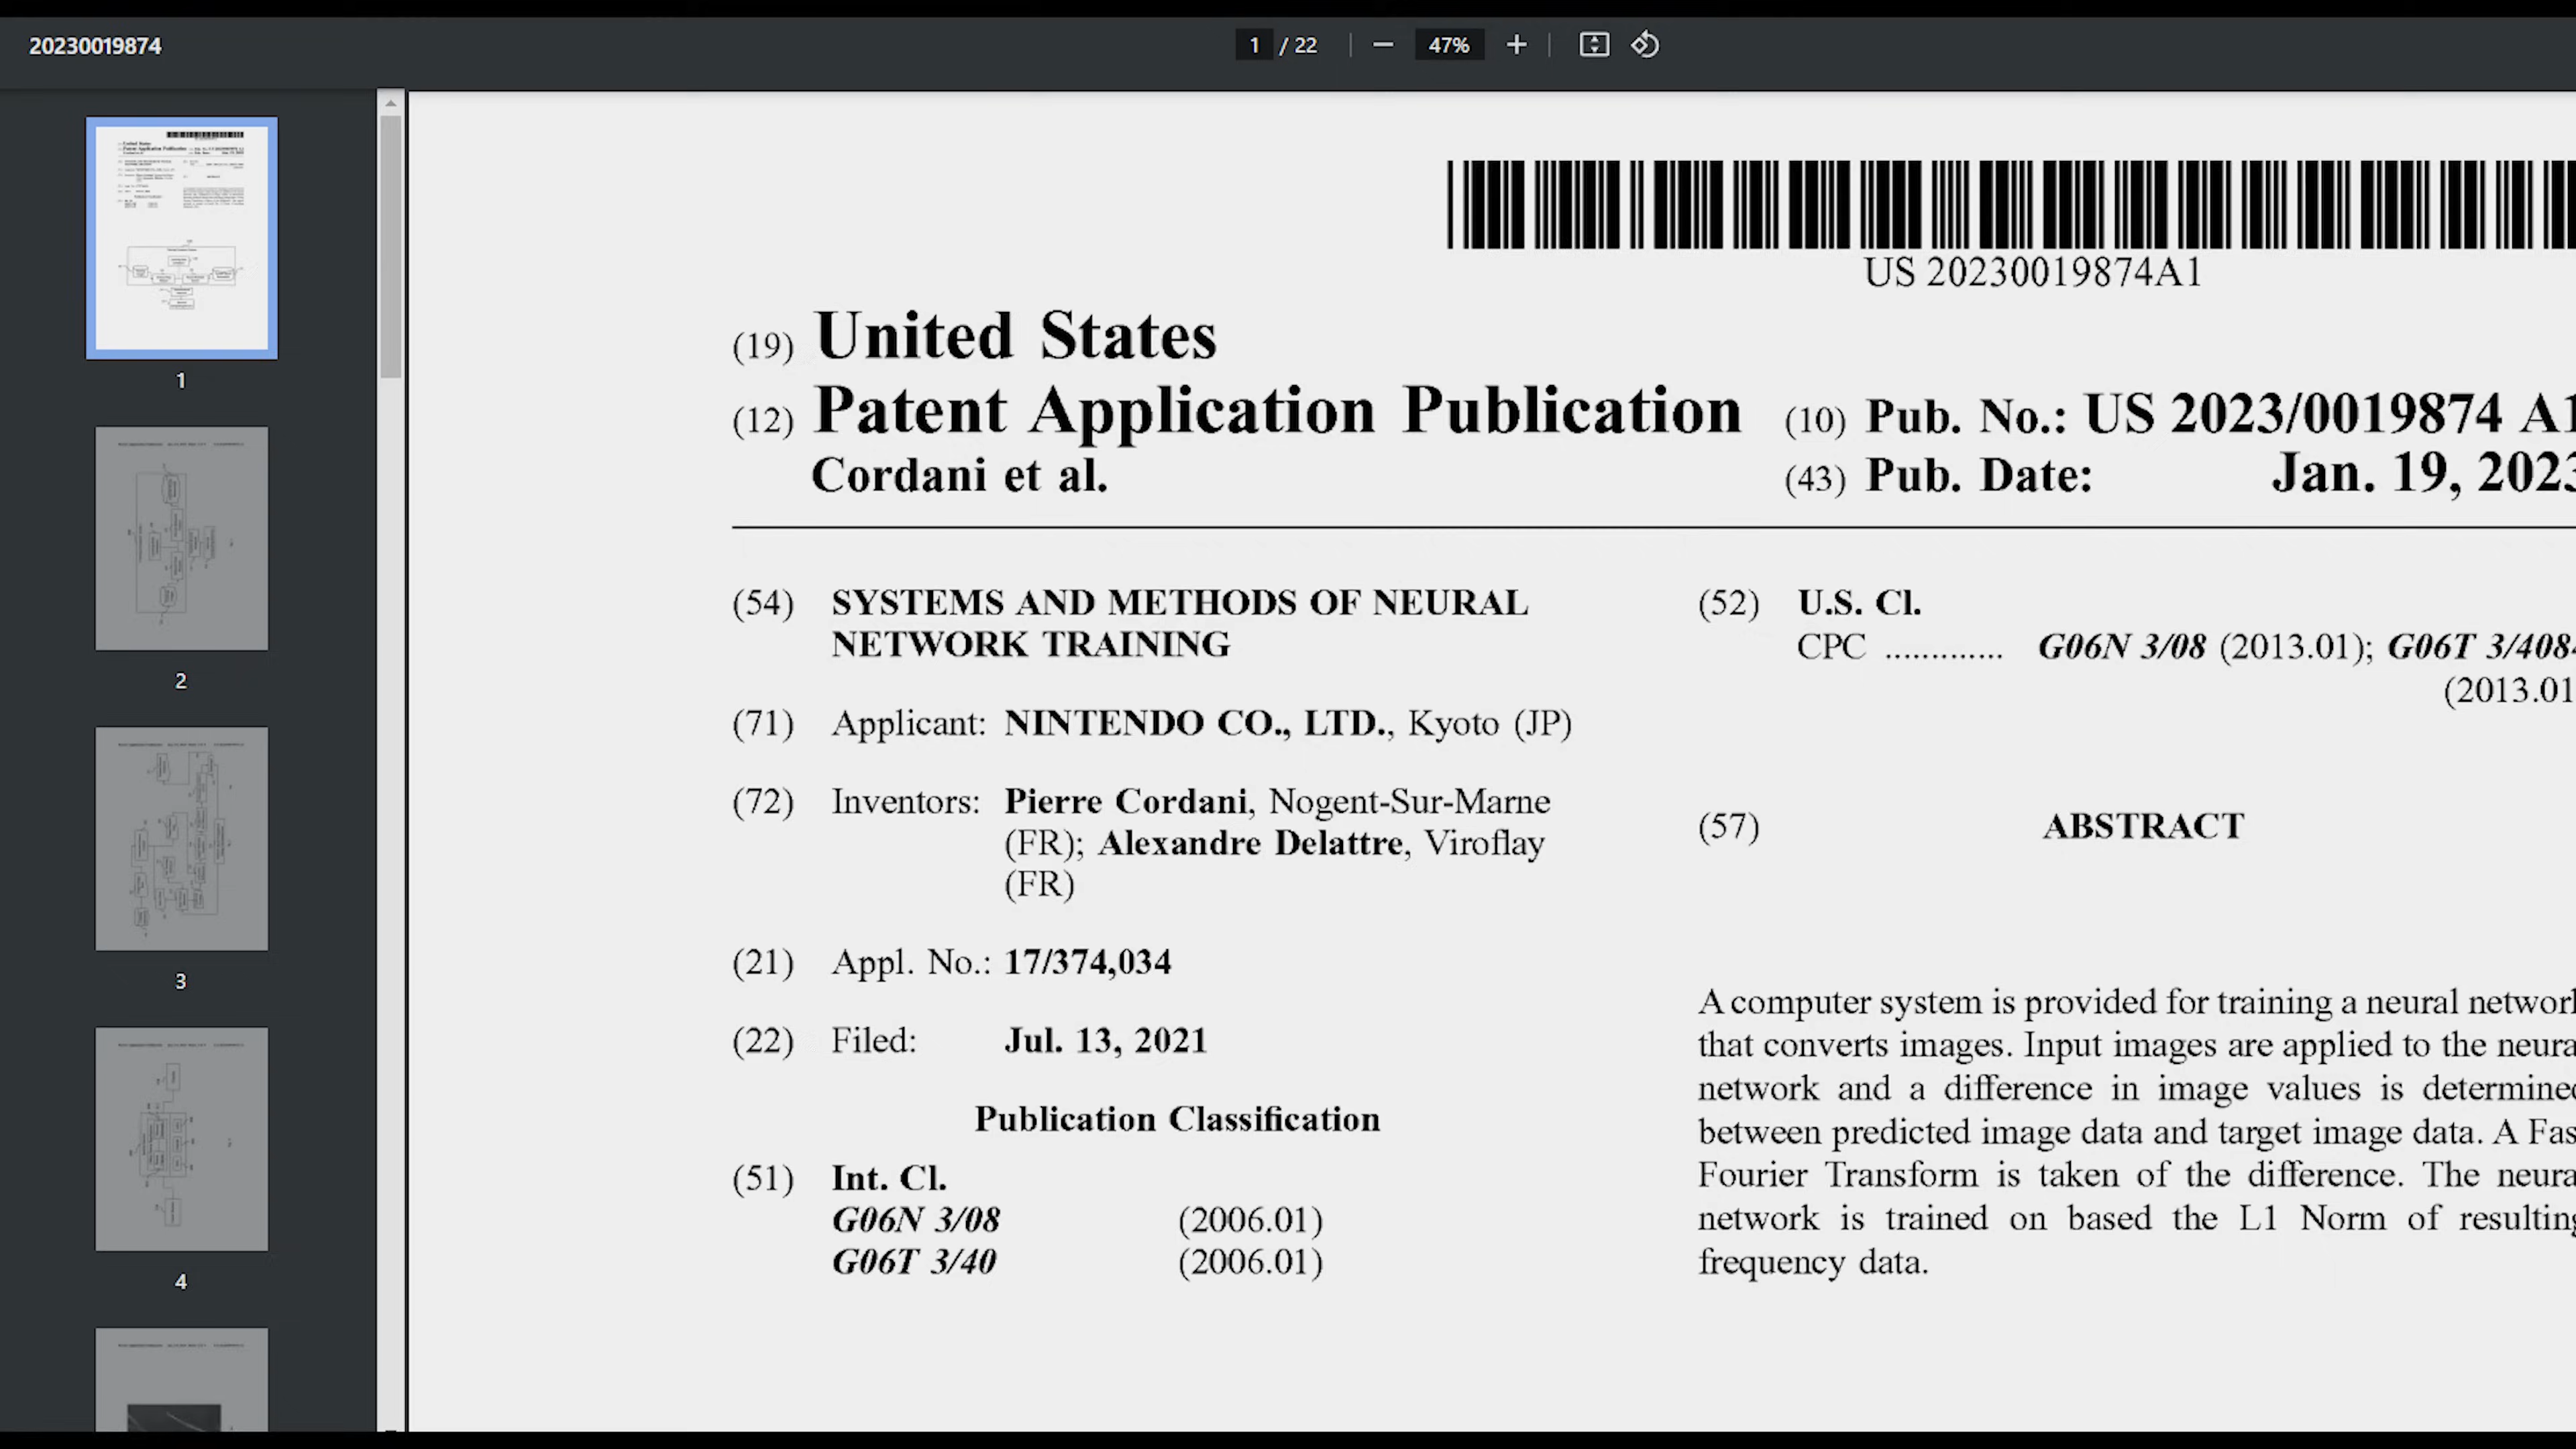 20230019874
1 / 22
47%
1
2
3
4
US 20230019874A1
(19) United States
(12) Patent Application Publication
Cordani et al.
(10) Pub. No.: US 2023/0019874 A1
(43) Pub. Date: Jan. 19, 2023
(54) SYSTEMS AND METHODS OF NEURAL
NETWORK TRAINING
(71) Applicant: NINTENDO CO., LTD., Kyoto (JP)
(72) Inventors: Pierre Cordani, Nogent-Sur-Marne
(FR); Alexandre Delattre, Viroflay
(FR)
(21) Appl. No.: 17/374,034
(22) Filed: Jul. 13, 2021
Publication Classification
(51) Int. Cl.
G06N 3/08 (2006.01)
G06T 3/40 (2006.01)
(52) U.S. Cl.
CPC ............. G06N 3/08 (2013.01); G06T 3/408
(2013.01
(57) ABSTRACT
A computer system is provided for training a neural network
that converts images. Input images are applied to the neura
network and a difference in image values is determined
between predicted image data and target image data. A Fas
Fourier Transform is taken of the difference. The neura
network is trained on based the L1 Norm of resulting
frequency data.